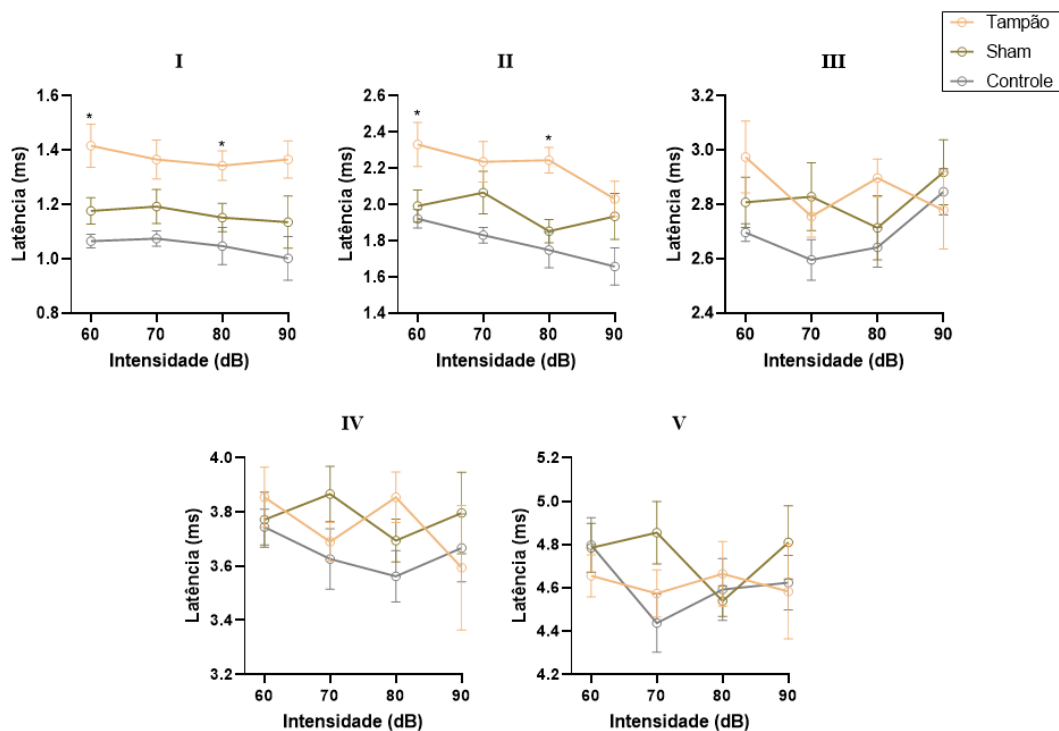 Tampão
Sham
Controle
I
1.6
1.4
1.2
1.0
0.8
Latência (ms)
*
*
60 70 80 90
Intensidade (dB)
II
2.6
2.4
2.2
2.0
1.8
1.6
1.4
Latência (ms)
*
*
60 70 80 90
Intensidade (dB)
III
3.2
3.0
2.8
2.6
2.4
Latência (ms)
60 70 80 90
Intensidade (dB)
IV
4.0
3.8
3.6
3.4
3.2
Latência (ms)
60 70 80 90
Intensidade (dB)
V
5.2
5.0
4.8
4.6
4.4
4.2
Latência (ms)
60 70 80 90
Intensidade (dB)